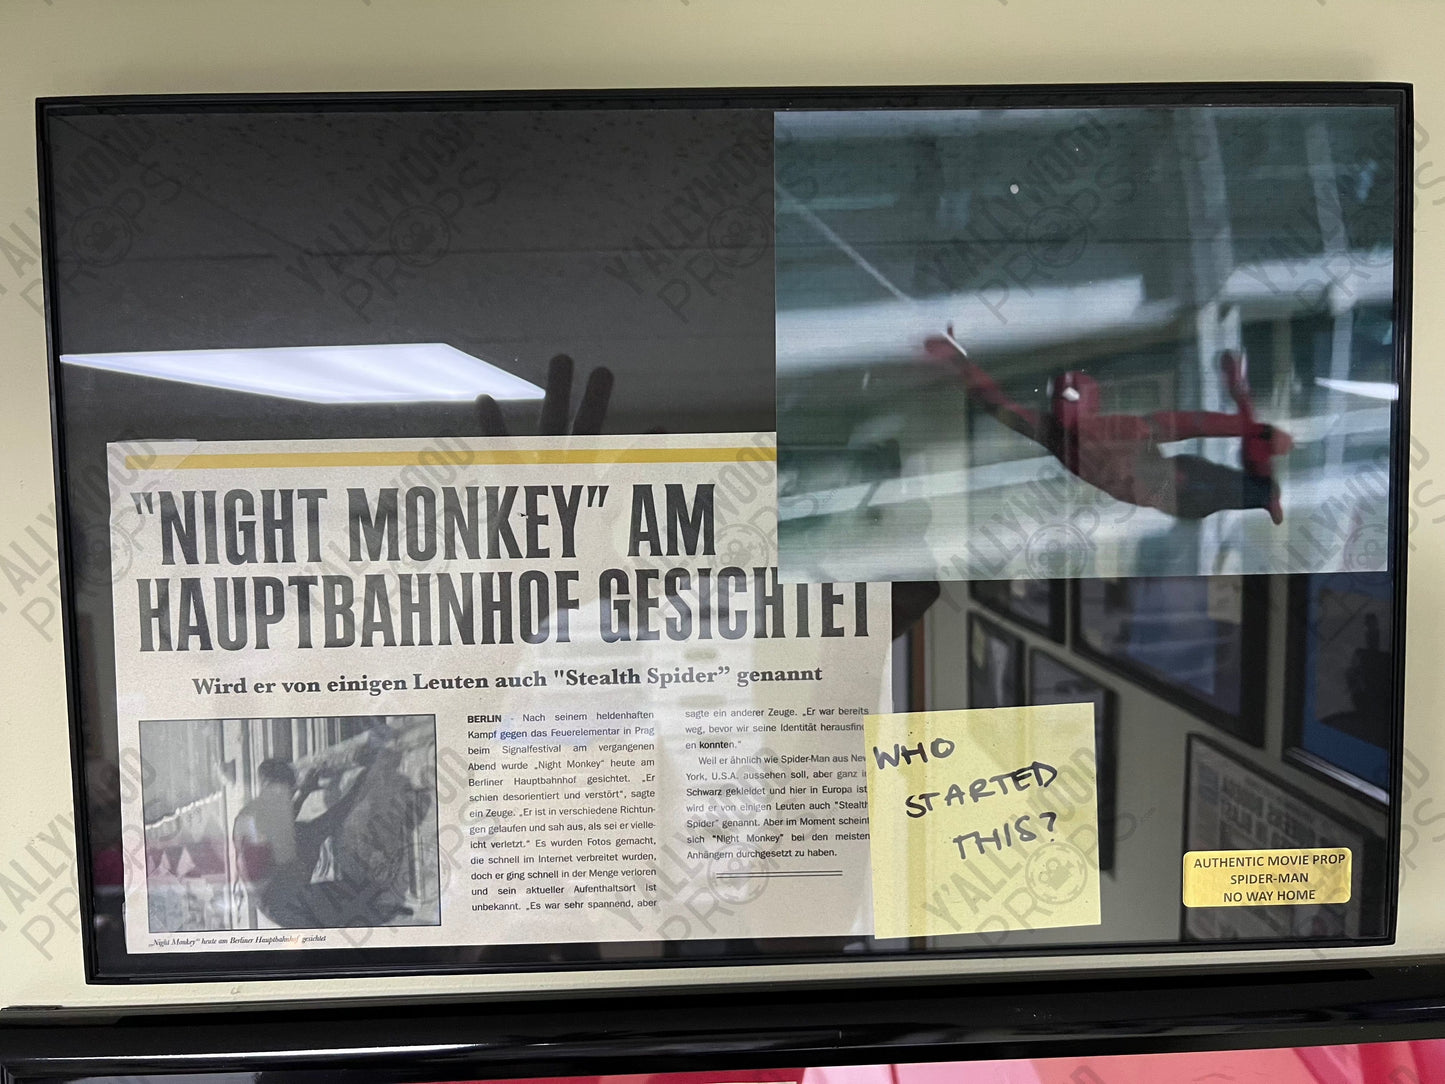 "NIGHT MONKEY" AM
HAUPTBAHNHOF GESICHTET
Wird er von einigen Leuten auch "Stealth Spider” genannt
BERLIN - Nach seinem heldenhaften
Kampf gegen das Feuerelementar in Prag
beim Signalfestival am vergangenen
Abend wurde „Night Monkey“ heute am
Berliner Hauptbahnhof gesichtet. „Er
schien desorientiert und verstört“, sagte
ein Zeuge. „Er ist in verschiedene Richtun-
gen gelaufen und sah aus, als sei er vielle-
icht verletzt.“ Es wurden Fotos gemacht,
die schnell im Internet verbreitet wurden,
doch er ging schnell in der Menge verloren
und sein aktueller Aufenthaltsort ist
unbekannt. „Es war sehr spannend, aber
sagte ein anderer Zeuge. „Er war bereits
weg, bevor wir seine Identität herausfin
en konnten.“
Weil er ähnlich wie Spider-Man aus New
York, U.S.A. aussehen soll, aber ganz i
Schwarz gekleidet und hier in Europa ist
wird er von einigen Leuten auch "Stealth
Spider" genannt. Aber im Moment scheint
sich "Night Monkey" bei den meisten
Anhängern durchgesetzt zu haben.
„Night Monkey“ heute am Berliner Hauptbahnhof gesichtet
WHO
STARTED
THIS?
AUTHENTIC MOVIE PROP
SPIDER-MAN
NO WAY HOME
Y'ALLYWOOD
PROPS